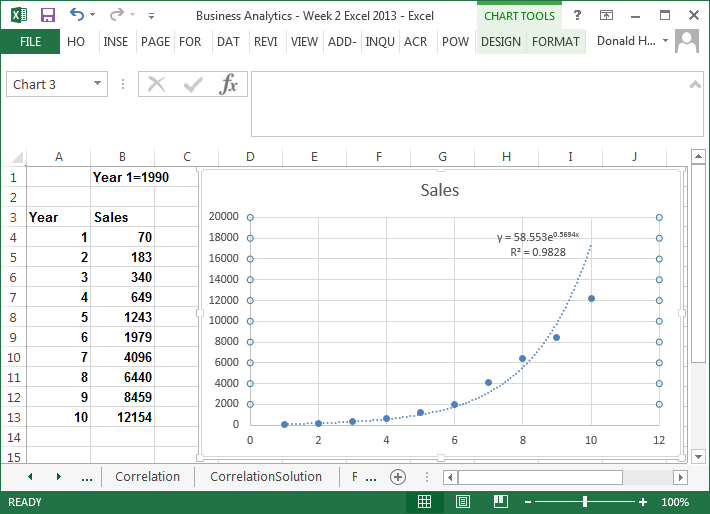 Business Analytics - Week 2 Excel 2013 - Excel
CHART TOOLS
?
FILE HO INSE PAGE FOR DAT REVI VIEW ADD- INQU ACR POW DESIGN FORMAT Donald H...
Chart 3
fx
A B C D E F G H I J
1 Year 1=1990
2
3 Year Sales
4 1 70
5 2 183
6 3 340
7 4 649
8 5 1243
9 6 1979
10 7 4096
11 8 6440
12 9 8459
13 10 12154
14
15
Sales
20000
18000
16000
14000
12000
10000
8000
6000
4000
2000
0
y = 58.553e^0.5694x
R² = 0.9828
0 2 4 6 8 10 12
... Correlation CorrelationSolution F ...
READY 100%